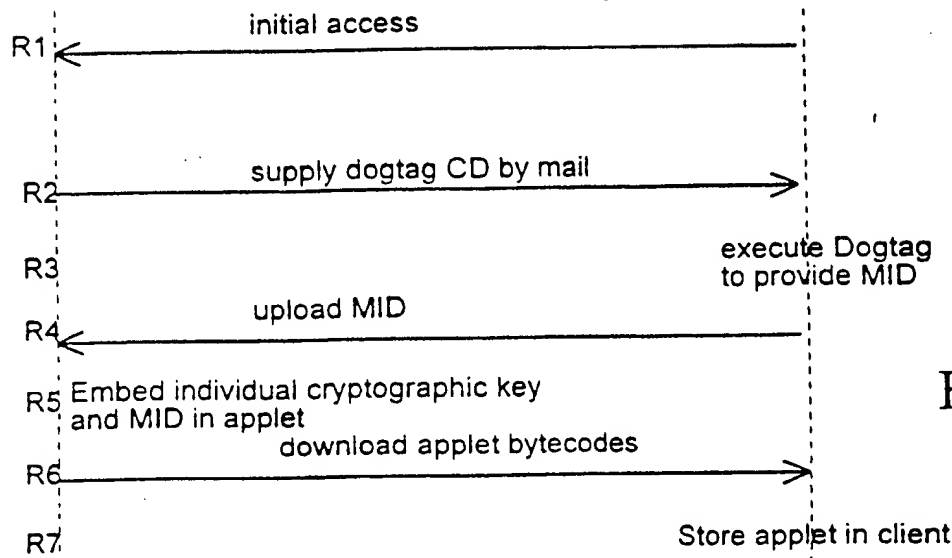 initial access
R1
supply dogtag CD by mail
R2
execute Dogtag
R3
to provide MID
upload MID
R4
R5 Embed individual cryptographic key
and MID in applet
download applet bytecodes
R6
R7
Store applet in client